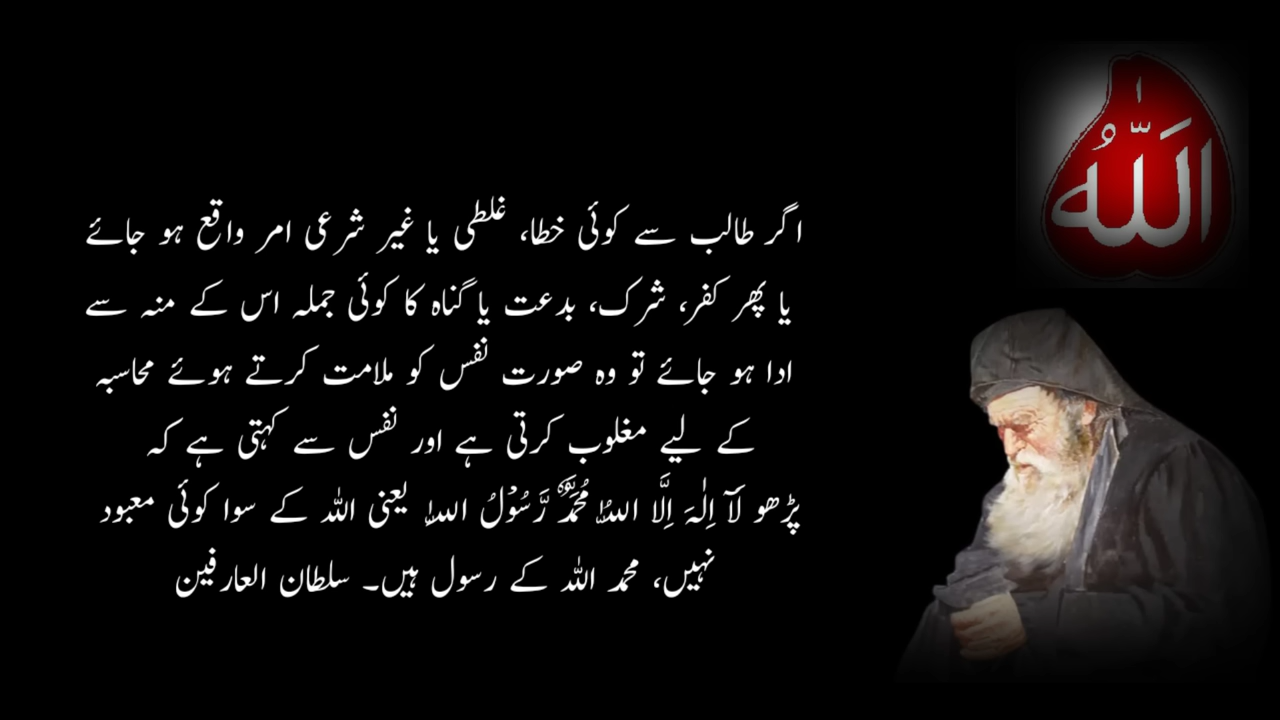 اللهُ
اگر طالب سے کوئی خطا، غلطی یا غیر شرعی امر واقع ہو جائے
یا پھر کفر، شرک، بدعت یا گناہ کا کوئی جملہ اس کے منہ سے
ادا ہو جائے تو وہ صورت نفس کو ملامت کرتے ہوئے محاسبہ
کے لیے مغلوب کرتی ہے اور نفس سے کہتی ہے کہ
پڑھو لَآ اِلٰہَ اِلَّا اللہُ مُحَمَّدٌ رَّسُوْلُ اللہِ یعنی اللہ کے سوا کوئی معبود
نہیں، محمد اللہ کے رسول ہیں۔ سلطان العارفین